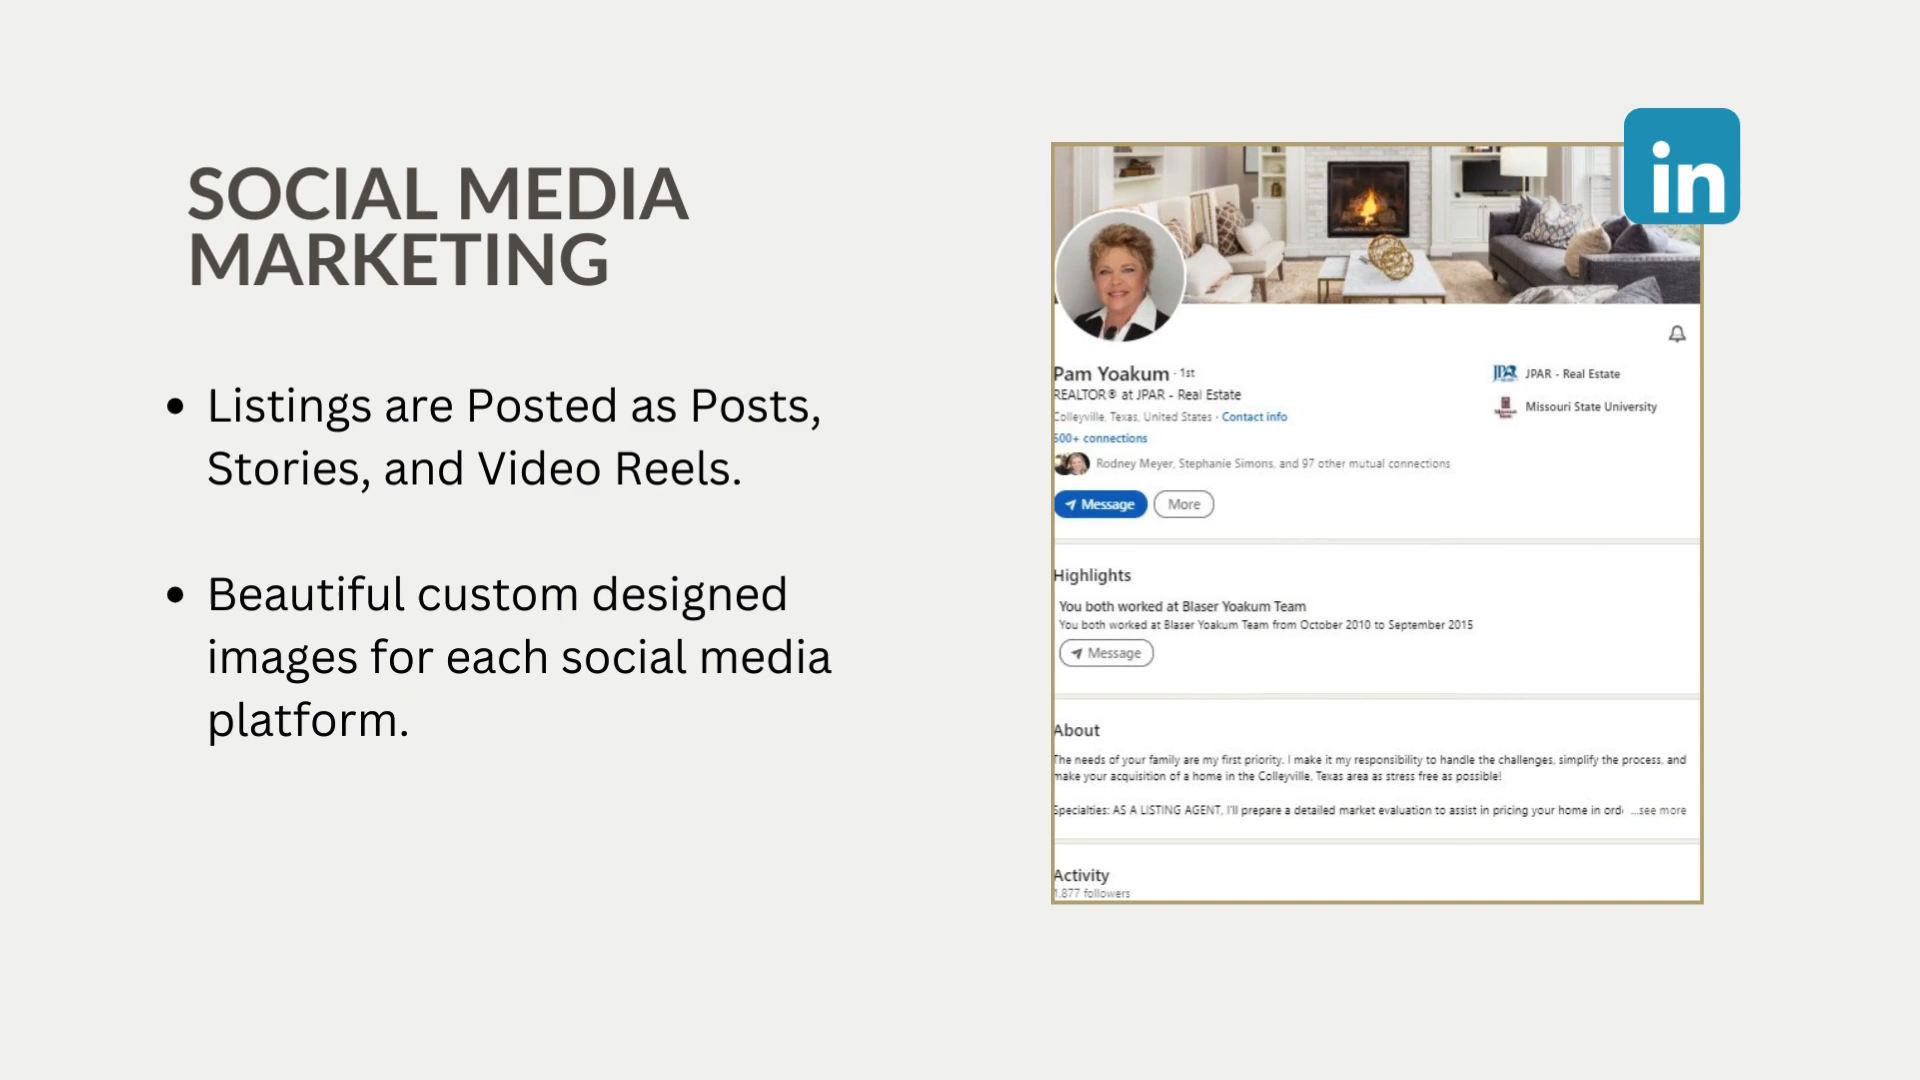 SOCIAL MEDIA
MARKETING
• Listings are Posted as Posts,
Stories, and Video Reels.
• Beautiful custom designed
images for each social media
platform.
in
Pam Yoakum · 1st
REALTOR® at JPAR - Real Estate
Colleyville, Texas, United States · Contact info
500+ connections
Rodney Meyer, Stephanie Simons, and 97 other mutual connections
Message
More
JPAR - Real Estate
Missouri State University
Highlights
You both worked at Blaser Yoakum Team
You both worked at Blaser Yoakum Team from October 2010 to September 2015
Message
About
The needs of your family are my first priority. I make it my responsibility to handle the challenges, simplify the process, and
make your acquisition of a home in the Colleyville, Texas area as stress free as possible!
Specialties: AS A LISTING AGENT, I'll prepare a detailed market evaluation to assist in pricing your home in ord ...see more
Activity
1,877 followers